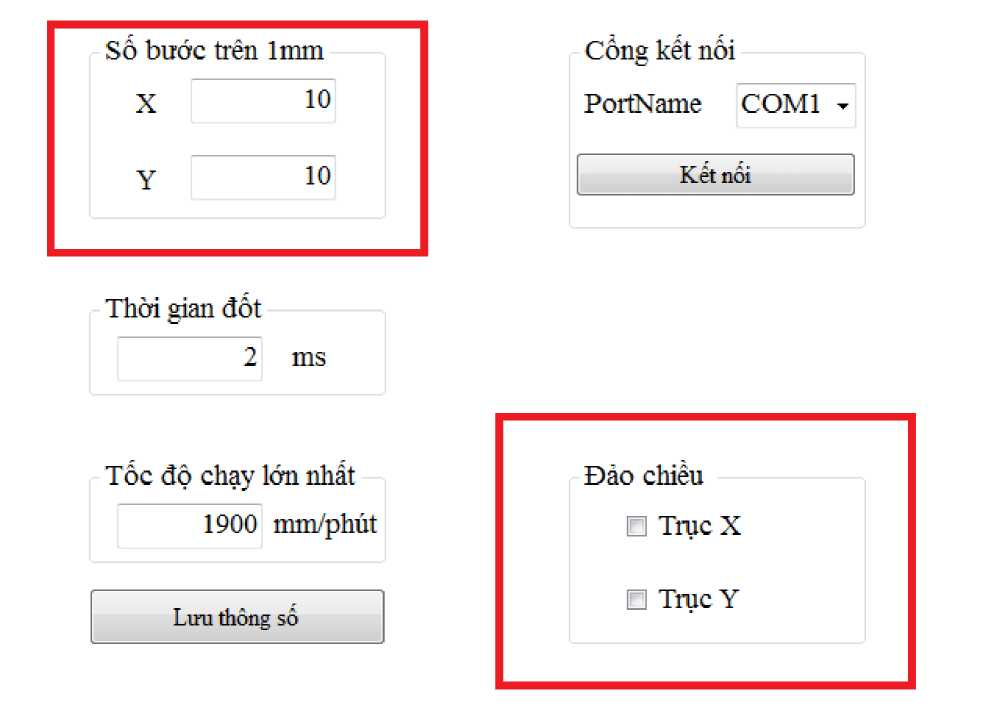 Số bước trên 1mm
X 10
Y 10
Cổng kết nối
PortName COM1
Kết nối
Thời gian đốt
2 ms
Tốc độ chạy lớn nhất
1900 mm/phút
Lưu thông số
Đảo chiều
Trục X
Trục Y